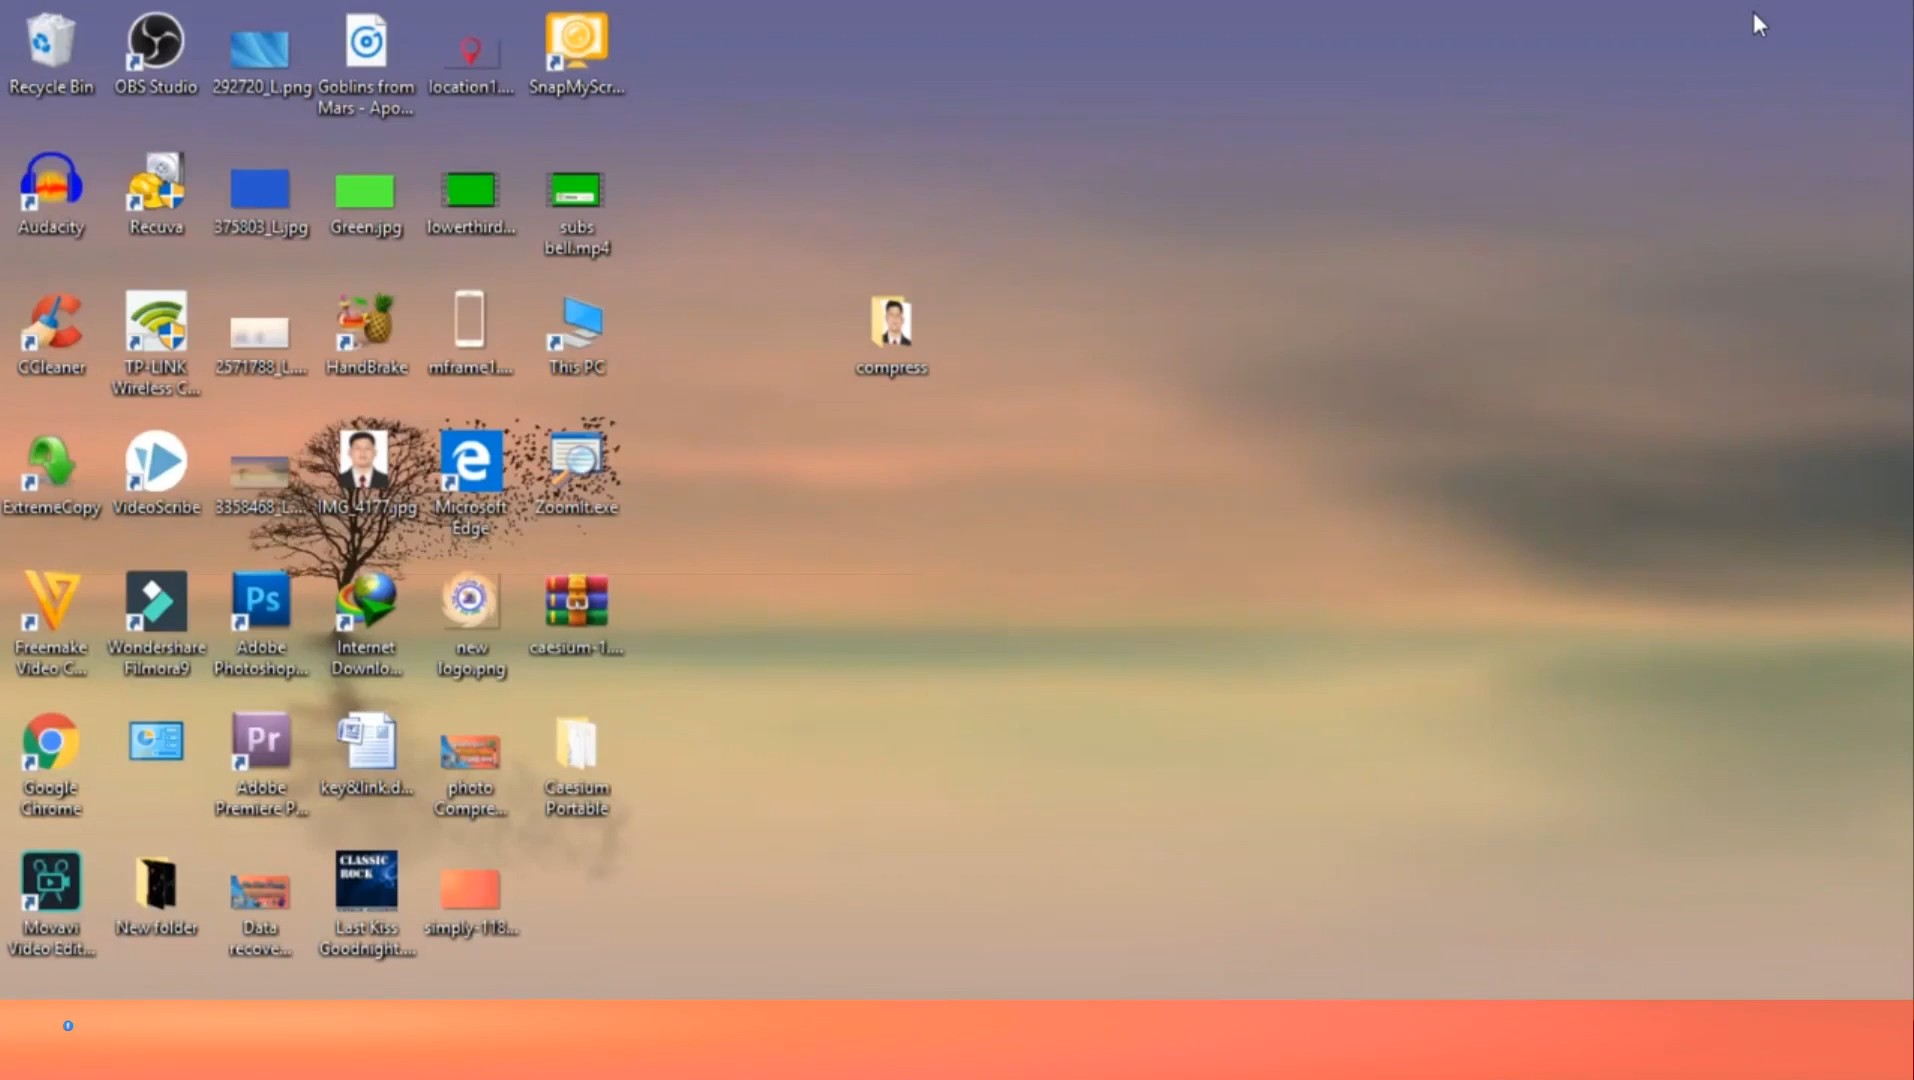 Recycle Bin
OBS Studio
292720_L.png
Goblins from
Mars - Apo...
location1....
SnapMyScr...
Audacity
Recuva
375803_L.jpg
Green.jpg
lowerthird...
subs
bell.mp4
CCleaner
TP-LINK
Wireless C...
2571788_L....
HandBrake
mframe1....
This PC
compress
ExtremeCopy
VideoScribe
3358468_L....
IMG_4177.jpg
Microsoft
Edge
ZoomIt.exe
Freemake
Video C...
Wondershare
Filmora9
Ps
Adobe
Photoshop...
Internet
Downlo...
new
logo.png
caesium-1....
Google
Chrome
Pr
Adobe
Premiere P...
key&link.d...
photo
Compre...
Caesium
Portable
Movavi
Video Edit...
New folder
Data
recove...
CLASSIC
ROCK
Last Kiss
Goodnight....
simply-118...